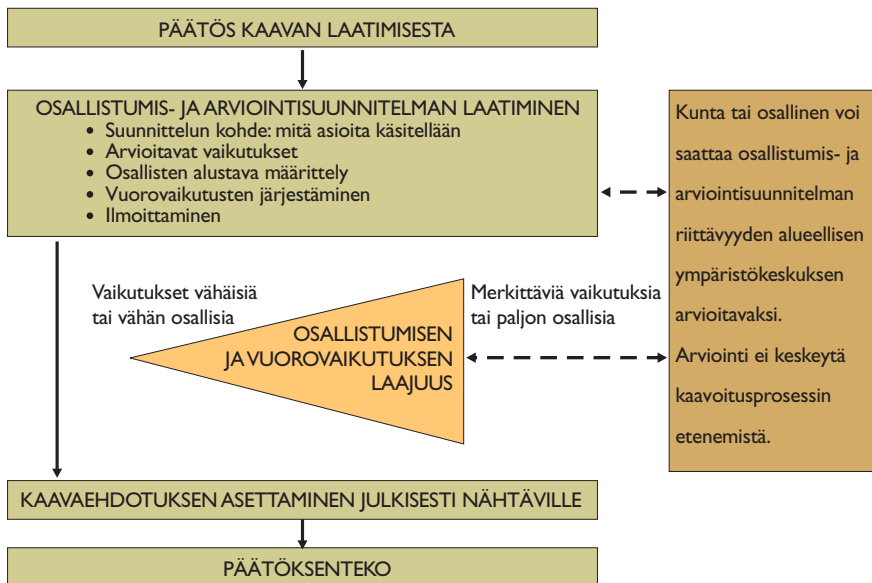 PÄÄTÖS KAAVAN LAATIMISESTA
OSALLISTUMIS- JA ARVIOINTISUUNNITELMAN LAATIMINEN
• Suunnittelun kohde: mitä asioita käsitellään
• Arvioitavat vaikutukset
• Osallisten alustava määrittely
• Vuorovaikutusten järjestäminen
• Ilmoittaminen
Kunta tai osallinen voi
saattaa osallistumis- ja
arviointisuunnitelman
riittävyyden alueellisen
ympäristökeskuksen
arvioitavaksi.
Arviointi ei keskeytä
kaavoitusprosessin
etenemistä.
Vaikutukset vähäisiä
tai vähän osallisia
OSALLISTUMISEN
JA VUOROVAIKUTUKSEN
LAAJUUS
Merkittäviä vaikutuksia
tai paljon osallisia
KAAVAEHDOTUKSEN ASETTAMINEN JULKISESTI NÄHTÄVILLE
PÄÄTÖKSENTEKO